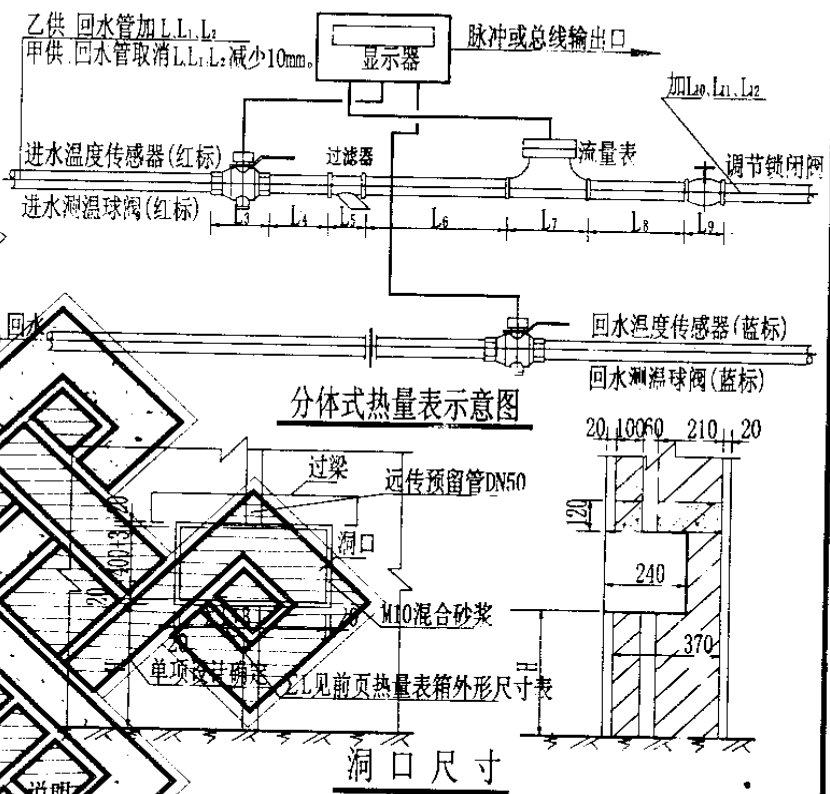 乙供 回水管加L、L₁、L₂
甲供 回水管取消L、L₁、L₂减少10mm。
显示器
脉冲或总线输出口
加L₁₀、L₁₁、L₁₂
进水温度传感器(红标)
过滤器
流量表
调节锁闭阀
进水测温球阀(红标)
L₃ L₄ L₅ L₆ L₇ L₈ L₉
回水
回水温度传感器(蓝标)
回水测温球阀(蓝标)
分体式热量表示意图
20 100 60 210 20
过梁
远传预留管DN50
120
洞口
20
400+3
20
240
M10混合砂浆
370
H
单项设计确定
ΣL见前页热量表箱外形尺寸表
洞口尺寸
说明